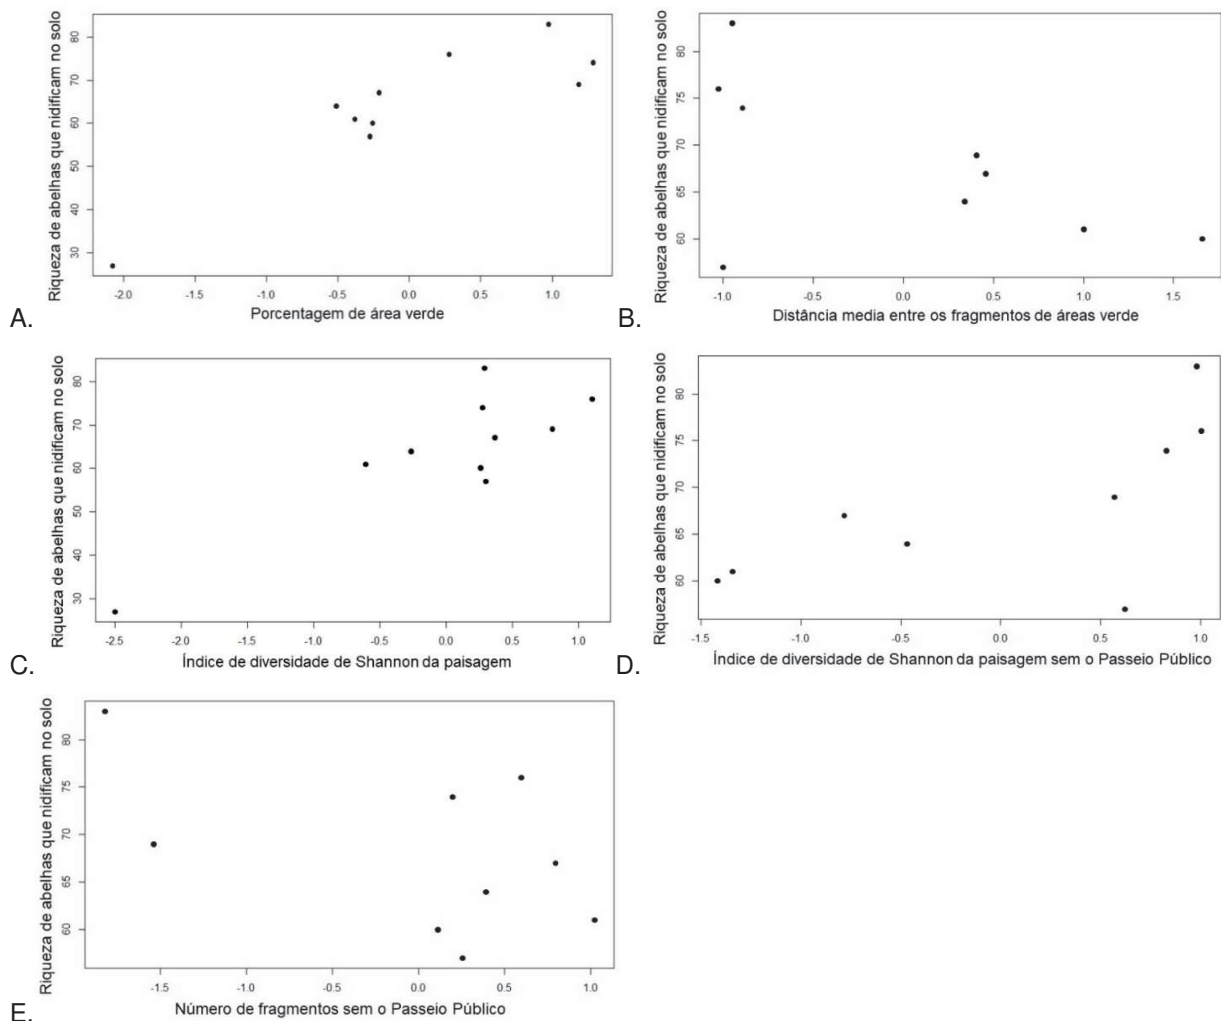 Riqueza de abelhas que nidificam no solo
80
70
60
50
40
30
-2.0 -1.5 -1.0 -0.5 0.0 0.5 1.0
Porcentagem de área verde
A.
Riqueza de abelhas que nidificam no solo
80
75
70
65
60
-1.0 -0.5 0.0 0.5 1.0 1.5
Distância media entre os fragmentos de áreas verde
B.
Riqueza de abelhas que nidificam no solo
80
70
60
50
40
30
-2.5 -2.0 -1.5 -1.0 -0.5 0.0 0.5 1.0
Índice de diversidade de Shannon da paisagem
C.
Riqueza de abelhas que nidificam no solo
80
75
70
65
60
-1.5 -1.0 -0.5 0.0 0.5 1.0
Índice de diversidade de Shannon da paisagem sem o Passeio Público
D.
Riqueza de abelhas que nidificam no solo
80
75
70
65
60
-1.5 -1.0 -0.5 0.0 0.5 1.0
Número de fragmentos sem o Passeio Público
E.